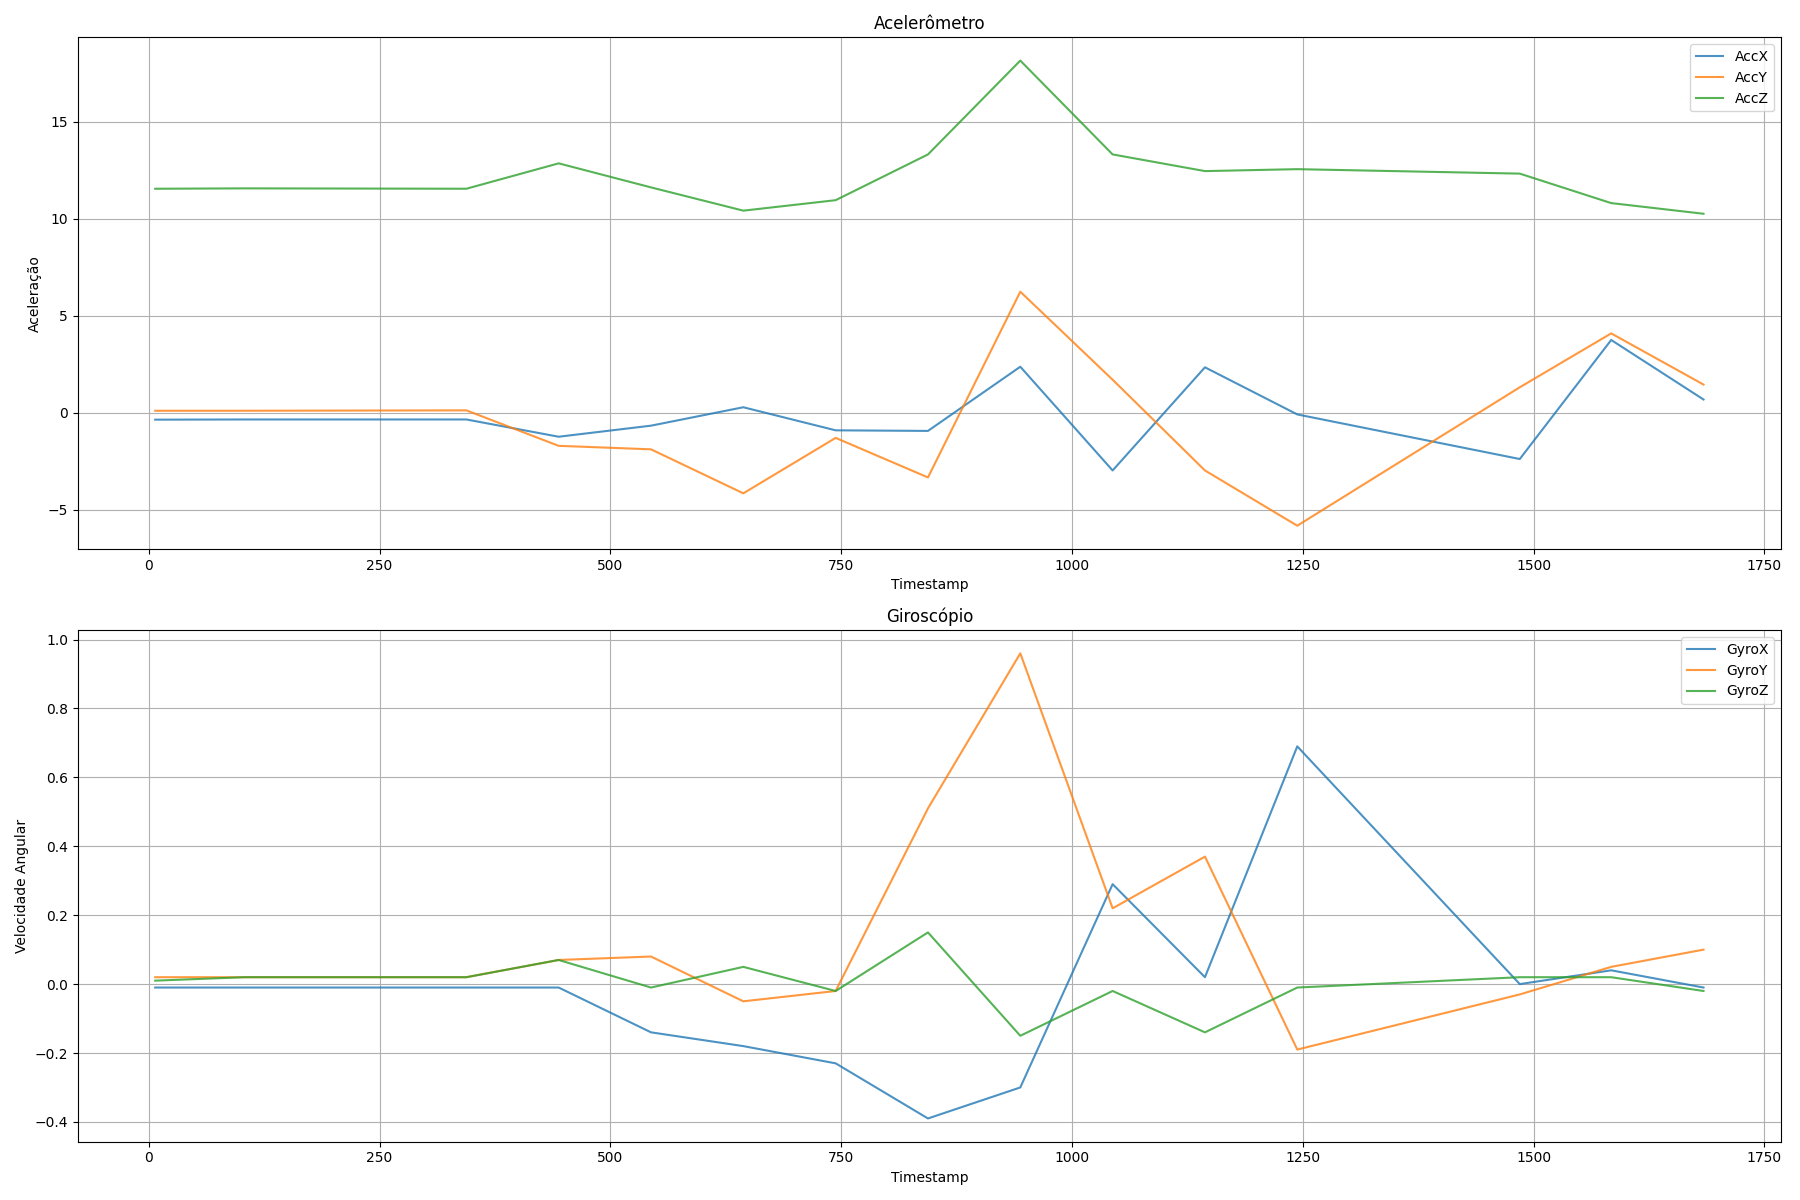 Acelerômetro
AccX
AccY
AccZ
Aceleração
15
10
5
0
−5
0 250 500 750 1000 1250 1500 1750
Timestamp
Giroscópio
GyroX
GyroY
GyroZ
Velocidade Angular
1.0
0.8
0.6
0.4
0.2
0.0
−0.2
−0.4
0 250 500 750 1000 1250 1500 1750
Timestamp